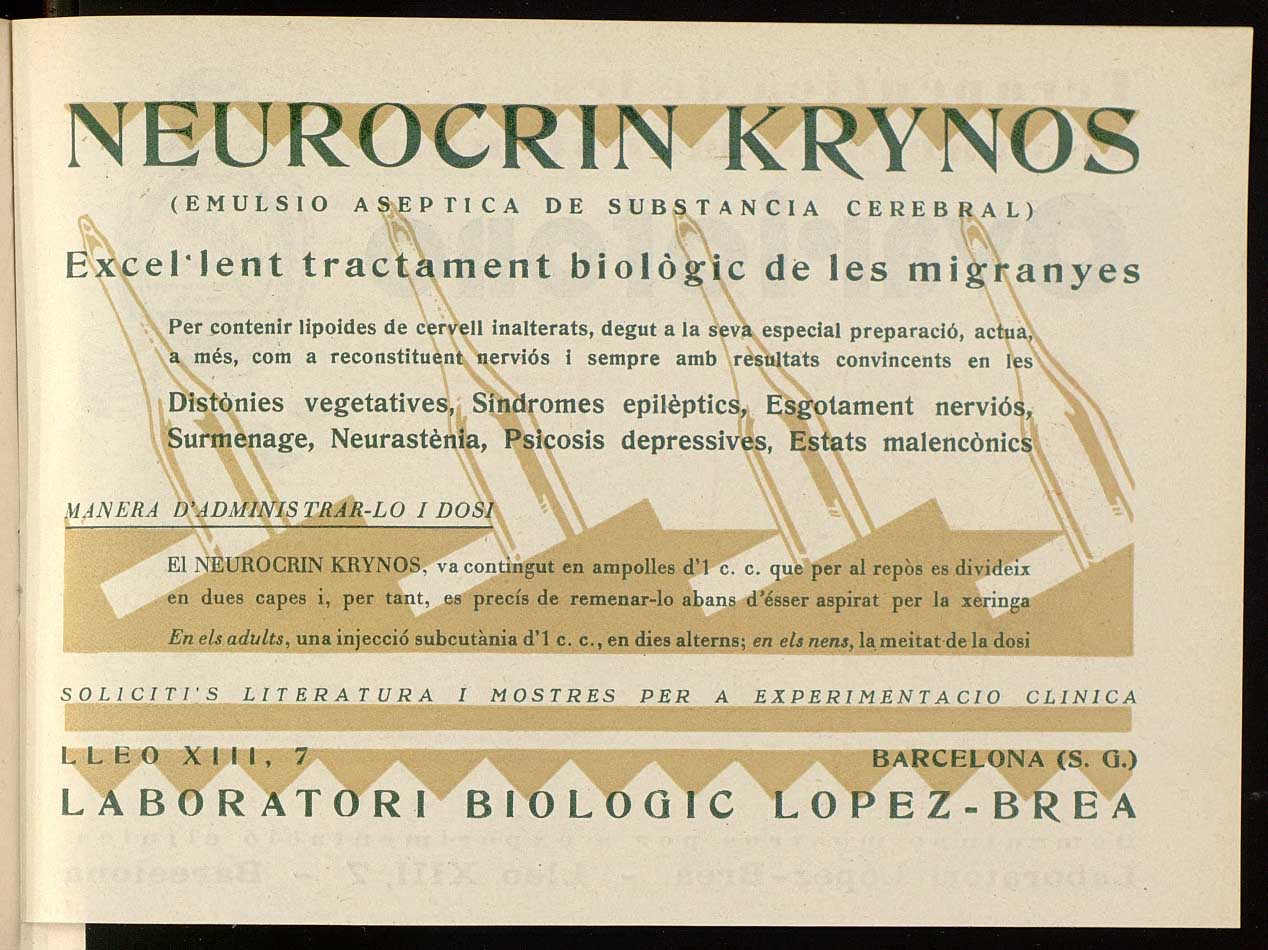 NEUROCRIN KRYNOS
(EMULSIO ASEPTICA DE SUBSTANCIA CEREBRAL)
Excel·lent tractament biològic de les migranyes
Per contenir lipoides de cervell inalterats, degut a la seva especial preparació, actua,
a més, com a reconstituent nerviós i sempre amb resultats convincents en les
Distònies vegetatives, Síndromes epilèptics, Esgotament nerviós,
Surmenage, Neurastènia, Psicosis depressives, Estats malencònics
MANERA D'ADMINISTRAR-LO I DOSI
El NEUROCRIN KRYNOS, va contingut en ampolles d'1 c. c. que per al repòs es divideix
en dues capes i, per tant, es precís de remenar-lo abans d'ésser aspirat per la xeringa
En els adults, una injecció subcutània d'1 c. c., en dies alterns; en els nens, la meitat de la dosi
SOLICITI'S LITERATURA I MOSTRES PER A EXPERIMENTACIO CLINICA
LLEO XIII, 7 BARCELONA (S. G.)
LABORATORI BIOLOGIC LOPEZ-BREA